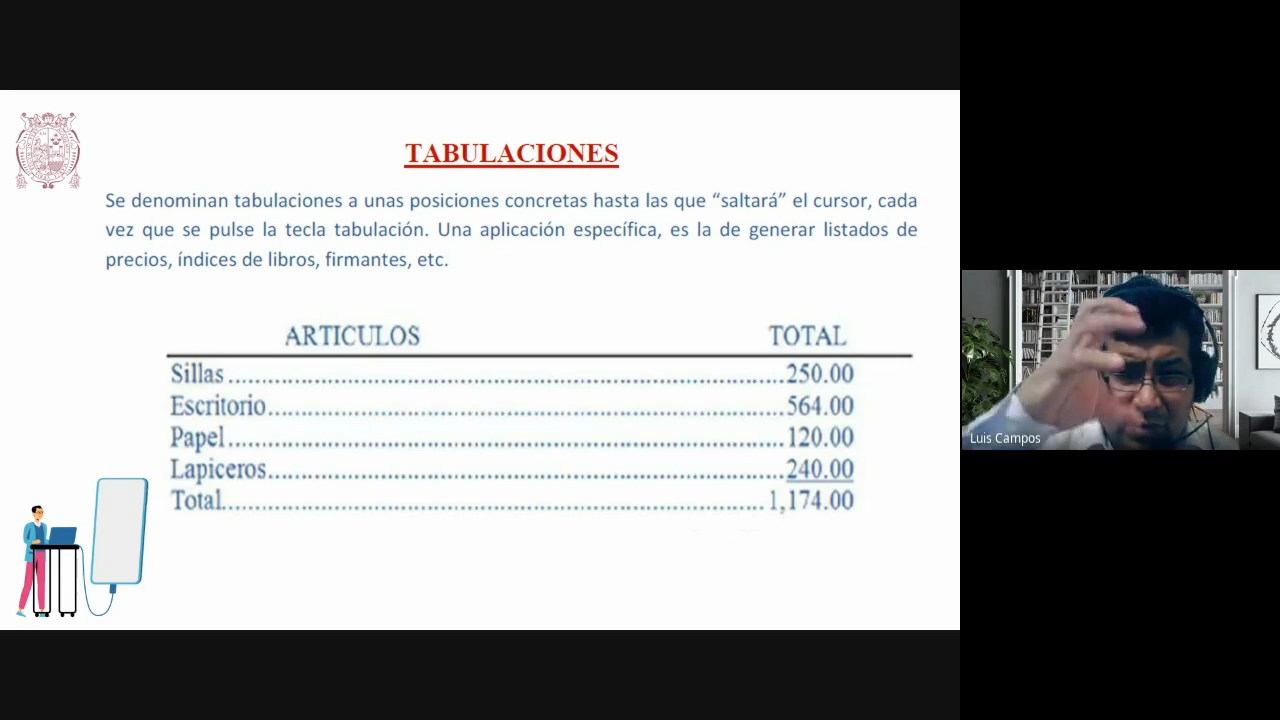 TABULACIONES
Se denominan tabulaciones a unas posiciones concretas hasta las que “saltará” el cursor, cada
vez que se pulse la tecla tabulación. Una aplicación específica, es la de generar listados de
precios, índices de libros, firmantes, etc.
ARTICULOS TOTAL
Sillas........................................................................................250.00
Escritorio.................................................................................564.00
Papel........................................................................................120.00
Lapiceros.................................................................................240.00
Total.....................................................................................1,174.00
Luis Campos